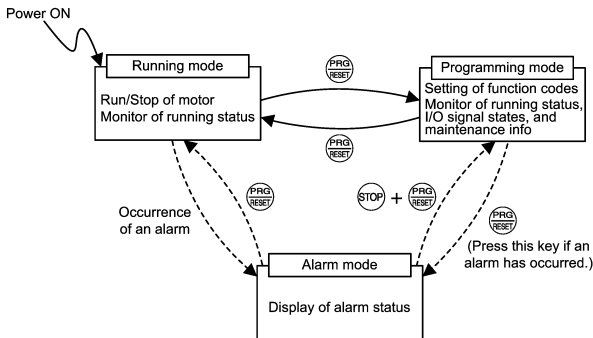 Power ON
Running mode
Run/Stop of motor
Monitor of running status
PRG
RESET
PRG
RESET
Programming mode
Setting of function codes
Monitor of running status,
I/O signal states, and
maintenance info
Occurrence
of an alarm
PRG
RESET
STOP + PRG
RESET
PRG
RESET
(Press this key if an
alarm has occurred.)
Alarm mode
Display of alarm status